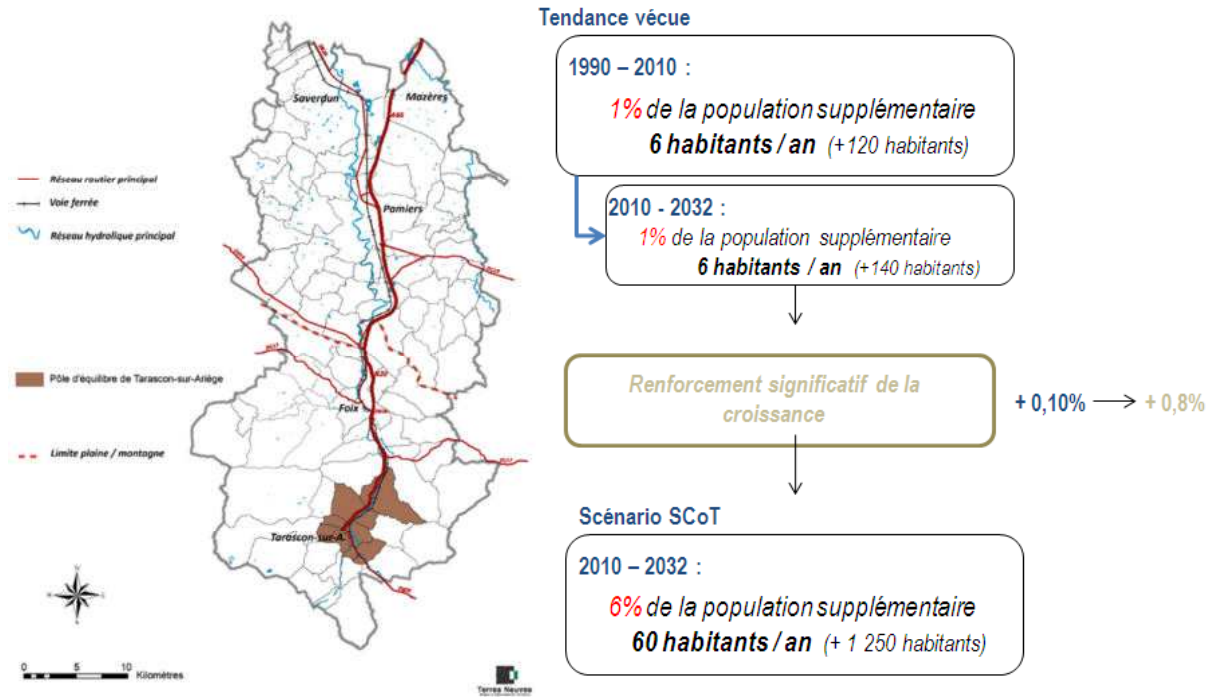 Saverdun
Mazères
Réseau routier principal
Voie ferrée
Réseau hydrolique principal
Pamiers
Pôle d'équilibre de Tarascon-sur-Ariège
Foix
Limite plaine / montagne
Tarascon-sur-A.
N
0 5 10 Kilomètres
Terres Neuves
Tendance vécue
1990 – 2010 :
1% de la population supplémentaire
6 habitants / an (+120 habitants)
2010 - 2032 :
1% de la population supplémentaire
6 habitants / an (+140 habitants)
Renforcement significatif de la
croissance
+ 0,10% + 0,8%
Scénario SCoT
2010 – 2032 :
6% de la population supplémentaire
60 habitants / an (+ 1 250 habitants)